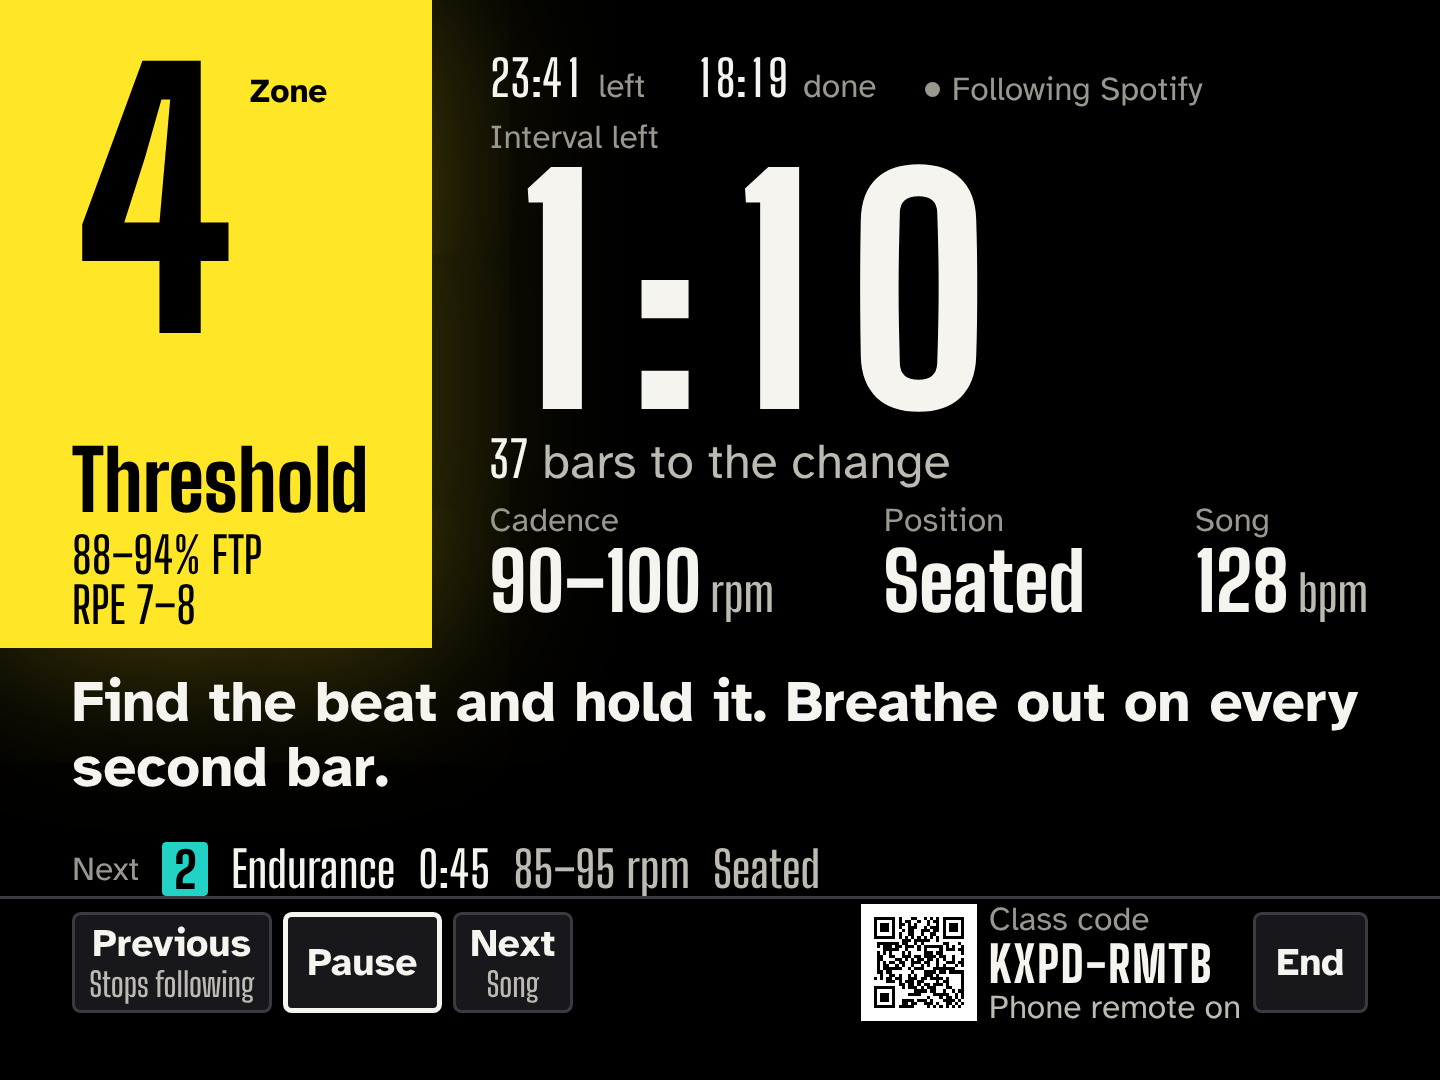 4 Zone
Threshold
88–94% FTP
RPE 7–8
23:41 left 18:19 done • Following Spotify
Interval left
1:10
37 bars to the change
Cadence Position Song
90–100 rpm Seated 128 bpm
Find the beat and hold it. Breathe out on every
second bar.
Next 2 Endurance 0:45 85–95 rpm Seated
Previous
Stops following
Pause
Next
Song
Class code
KXPD-RMTB
Phone remote on
End